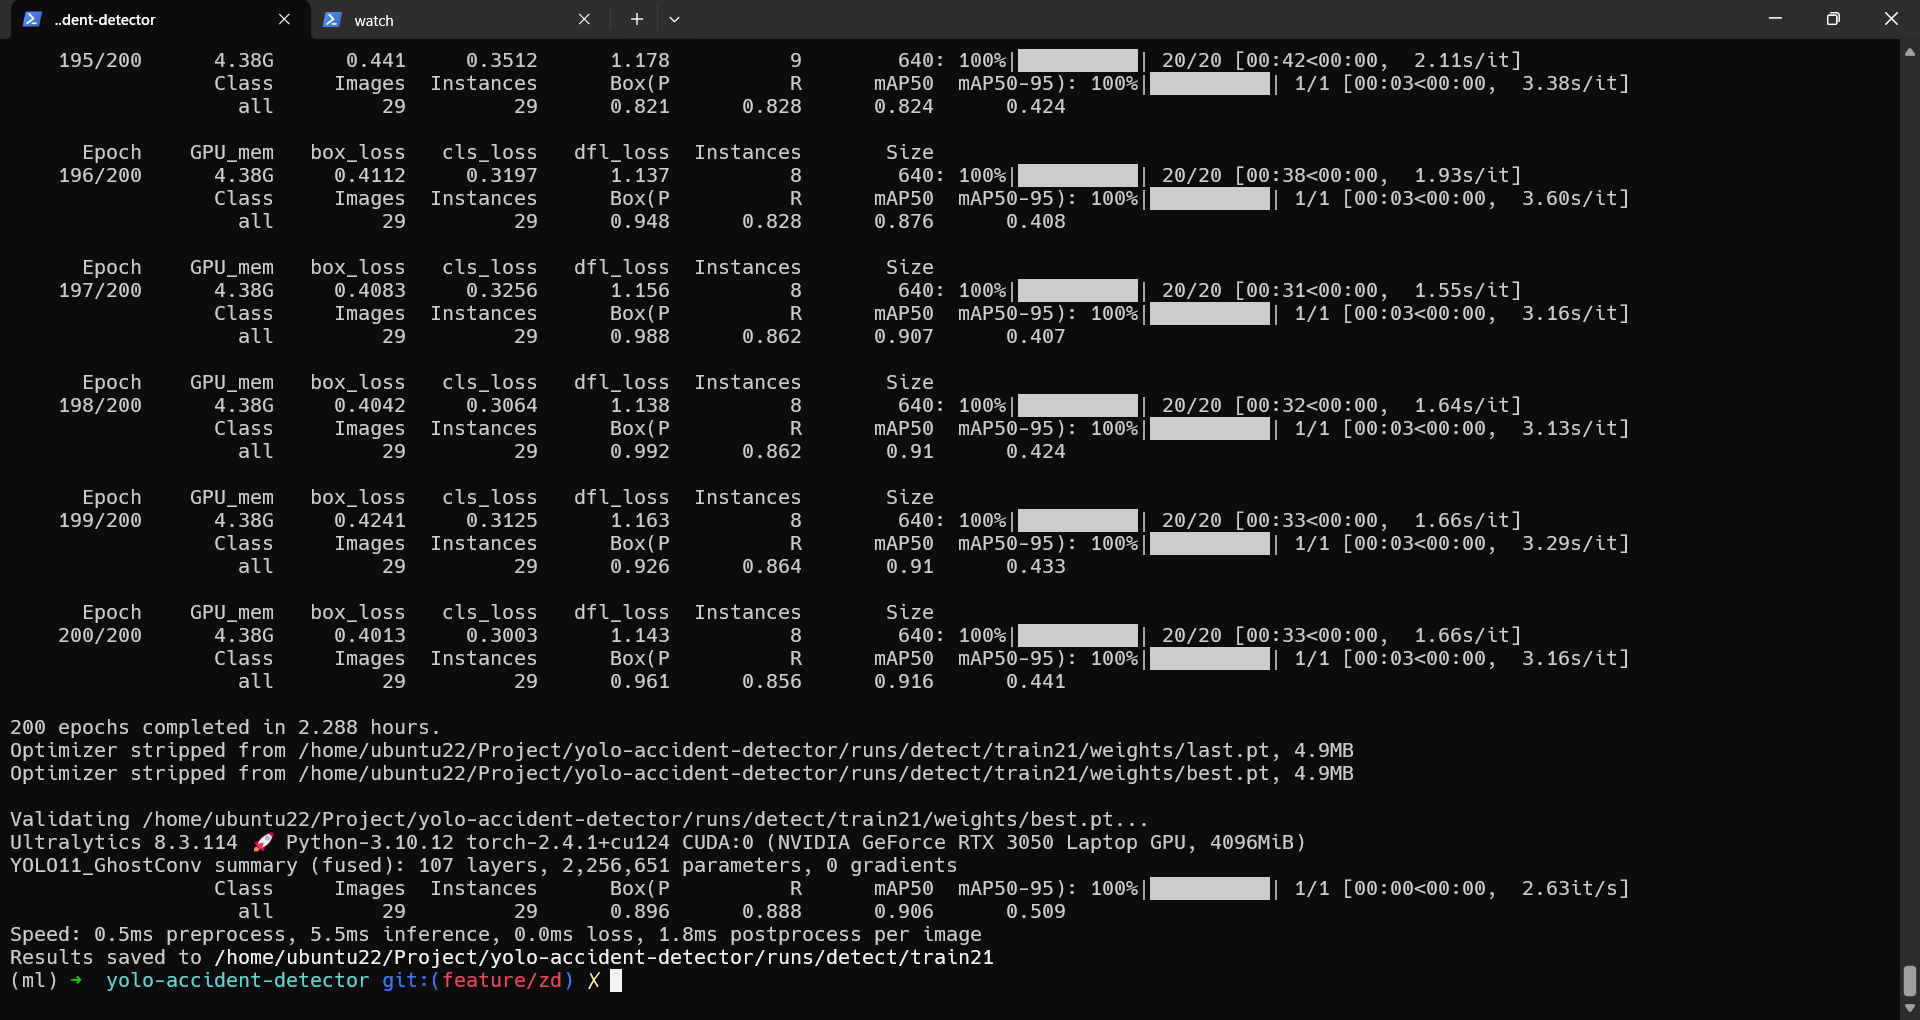 ..dent-detector watch
195/200 4.38G 0.441 0.3512 1.178 9 640: 100%|██████████| 20/20 [00:42<00:00, 2.11s/it]
Class Images Instances Box(P R mAP50 mAP50-95): 100%|██████████| 1/1 [00:03<00:00, 3.38s/it]
all 29 29 0.821 0.828 0.824 0.424
Epoch GPU_mem box_loss cls_loss dfl_loss Instances Size
196/200 4.38G 0.4112 0.3197 1.137 8 640: 100%|██████████| 20/20 [00:38<00:00, 1.93s/it]
Class Images Instances Box(P R mAP50 mAP50-95): 100%|██████████| 1/1 [00:03<00:00, 3.60s/it]
all 29 29 0.948 0.828 0.876 0.408
Epoch GPU_mem box_loss cls_loss dfl_loss Instances Size
197/200 4.38G 0.4083 0.3256 1.156 8 640: 100%|██████████| 20/20 [00:31<00:00, 1.55s/it]
Class Images Instances Box(P R mAP50 mAP50-95): 100%|██████████| 1/1 [00:03<00:00, 3.16s/it]
all 29 29 0.988 0.862 0.907 0.407
Epoch GPU_mem box_loss cls_loss dfl_loss Instances Size
198/200 4.38G 0.4042 0.3064 1.138 8 640: 100%|██████████| 20/20 [00:32<00:00, 1.64s/it]
Class Images Instances Box(P R mAP50 mAP50-95): 100%|██████████| 1/1 [00:03<00:00, 3.13s/it]
all 29 29 0.992 0.862 0.91 0.424
Epoch GPU_mem box_loss cls_loss dfl_loss Instances Size
199/200 4.38G 0.4241 0.3125 1.163 8 640: 100%|██████████| 20/20 [00:33<00:00, 1.66s/it]
Class Images Instances Box(P R mAP50 mAP50-95): 100%|██████████| 1/1 [00:03<00:00, 3.29s/it]
all 29 29 0.926 0.864 0.91 0.433
Epoch GPU_mem box_loss cls_loss dfl_loss Instances Size
200/200 4.38G 0.4013 0.3003 1.143 8 640: 100%|██████████| 20/20 [00:33<00:00, 1.66s/it]
Class Images Instances Box(P R mAP50 mAP50-95): 100%|██████████| 1/1 [00:03<00:00, 3.16s/it]
all 29 29 0.961 0.856 0.916 0.441
200 epochs completed in 2.288 hours.
Optimizer stripped from /home/ubuntu22/Project/yolo-accident-detector/runs/detect/train21/weights/last.pt, 4.9MB
Optimizer stripped from /home/ubuntu22/Project/yolo-accident-detector/runs/detect/train21/weights/best.pt, 4.9MB
Validating /home/ubuntu22/Project/yolo-accident-detector/runs/detect/train21/weights/best.pt...
Ultralytics 8.3.114 🚀 Python-3.10.12 torch-2.4.1+cu124 CUDA:0 (NVIDIA GeForce RTX 3050 Laptop GPU, 4096MiB)
YOLO11_GhostConv summary (fused): 107 layers, 2,256,651 parameters, 0 gradients
Class Images Instances Box(P R mAP50 mAP50-95): 100%|██████████| 1/1 [00:00<00:00, 2.63it/s]
all 29 29 0.896 0.888 0.906 0.509
Speed: 0.5ms preprocess, 5.5ms inference, 0.0ms loss, 1.8ms postprocess per image
Results saved to /home/ubuntu22/Project/yolo-accident-detector/runs/detect/train21
(ml) ➜ yolo-accident-detector git:(feature/zd) ✗